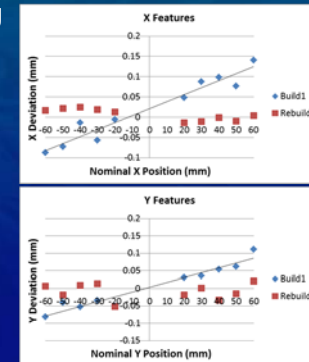 X Features
0.2
0.15
0.1
0.05
0
-0.05
-0.1
-60 -50 -40 -30 -20 -10 0 10 20 30 40 50 60
X Deviation (mm)
Nominal X Position (mm)
Build1
Rebuild
Y Features
0.2
0.15
0.1
0.05
0
-0.05
-0.1
-0.15
-60 -50 -40 -30 -20 -10 0 10 20 30 40 50 60
Y Deviation (mm)
Nominal Y Position (mm)
Build1
Rebuild